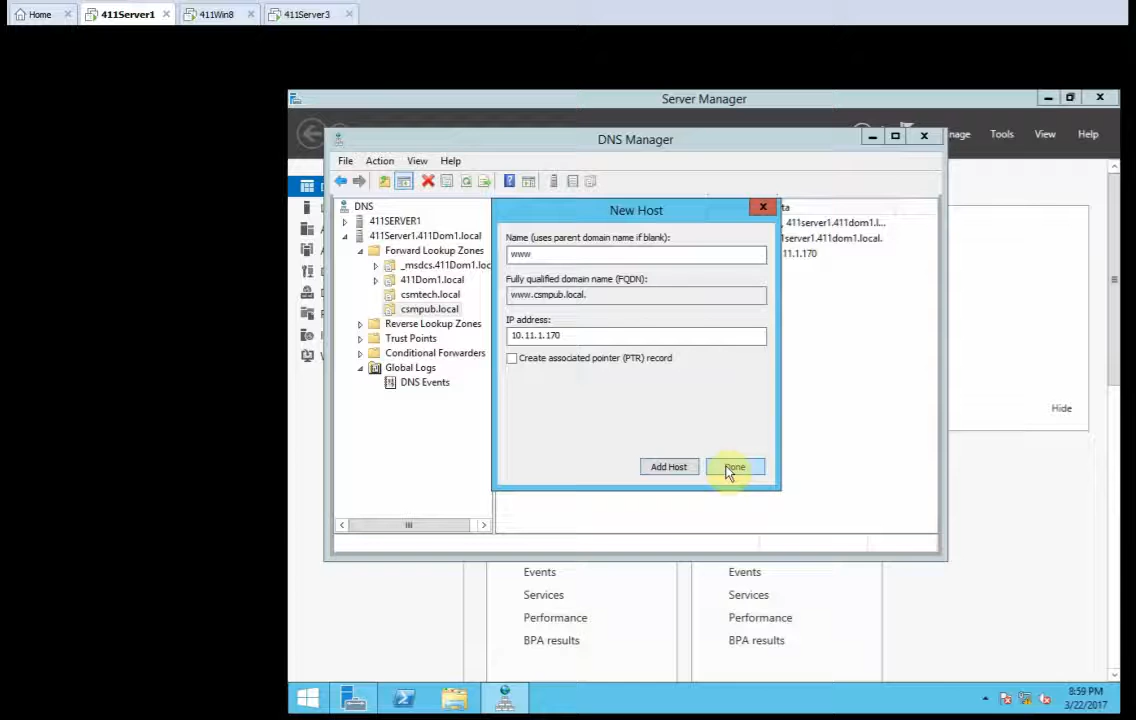 Home
411Server1
411Win8
411Server3
Server Manager
Tools
View
Help
DNS Manager
File
Action
View
Help
DNS
411SERVER1
411Server1.411Dom1.local
Forward Lookup Zones
_msdcs.411Dom1.loc
411Dom1.local
csmtech.local
csmpub.local
Reverse Lookup Zones
Trust Points
Conditional Forwarders
Global Logs
DNS Events
New Host
Name (uses parent domain name if blank):
www
Fully qualified domain name (FQDN):
www.csmpub.local.
IP address:
10.11.1.170
Create associated pointer (PTR) record
Add Host
Done
, 411server1.411dom1.l...
server1.411dom1.local.
Hide
Events
Services
Performance
BPA results
Events
Services
Performance
BPA results
8:59 PM
3/22/2017